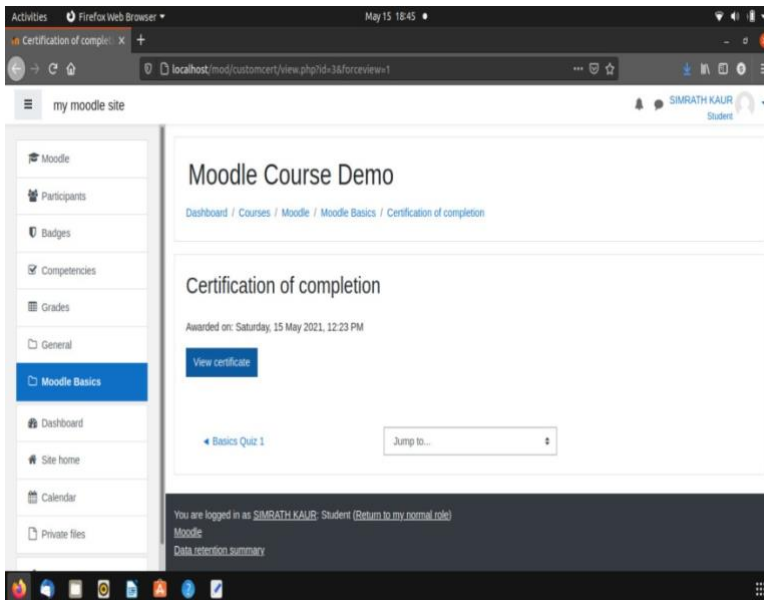 Activities Firefox Web Browser May 15 18:45
Certification of complet
localhost/mod/customcert/view.php?id=3&forceview=1
my moodle site SIMRATH KAUR
Student
Moodle
Participants
Badges
Competencies
Grades
General
Moodle Basics
Dashboard
Site home
Calendar
Private files
Moodle Course Demo
Dashboard / Courses / Moodle / Moodle Basics / Certification of completion
Certification of completion
Awarded on: Saturday, 15 May 2021, 12:23 PM
View certificate
Basics Quiz 1 Jump to...
You are logged in as SIMRATH KAUR: Student (Return to my normal role)
Moodle
Data retention summary